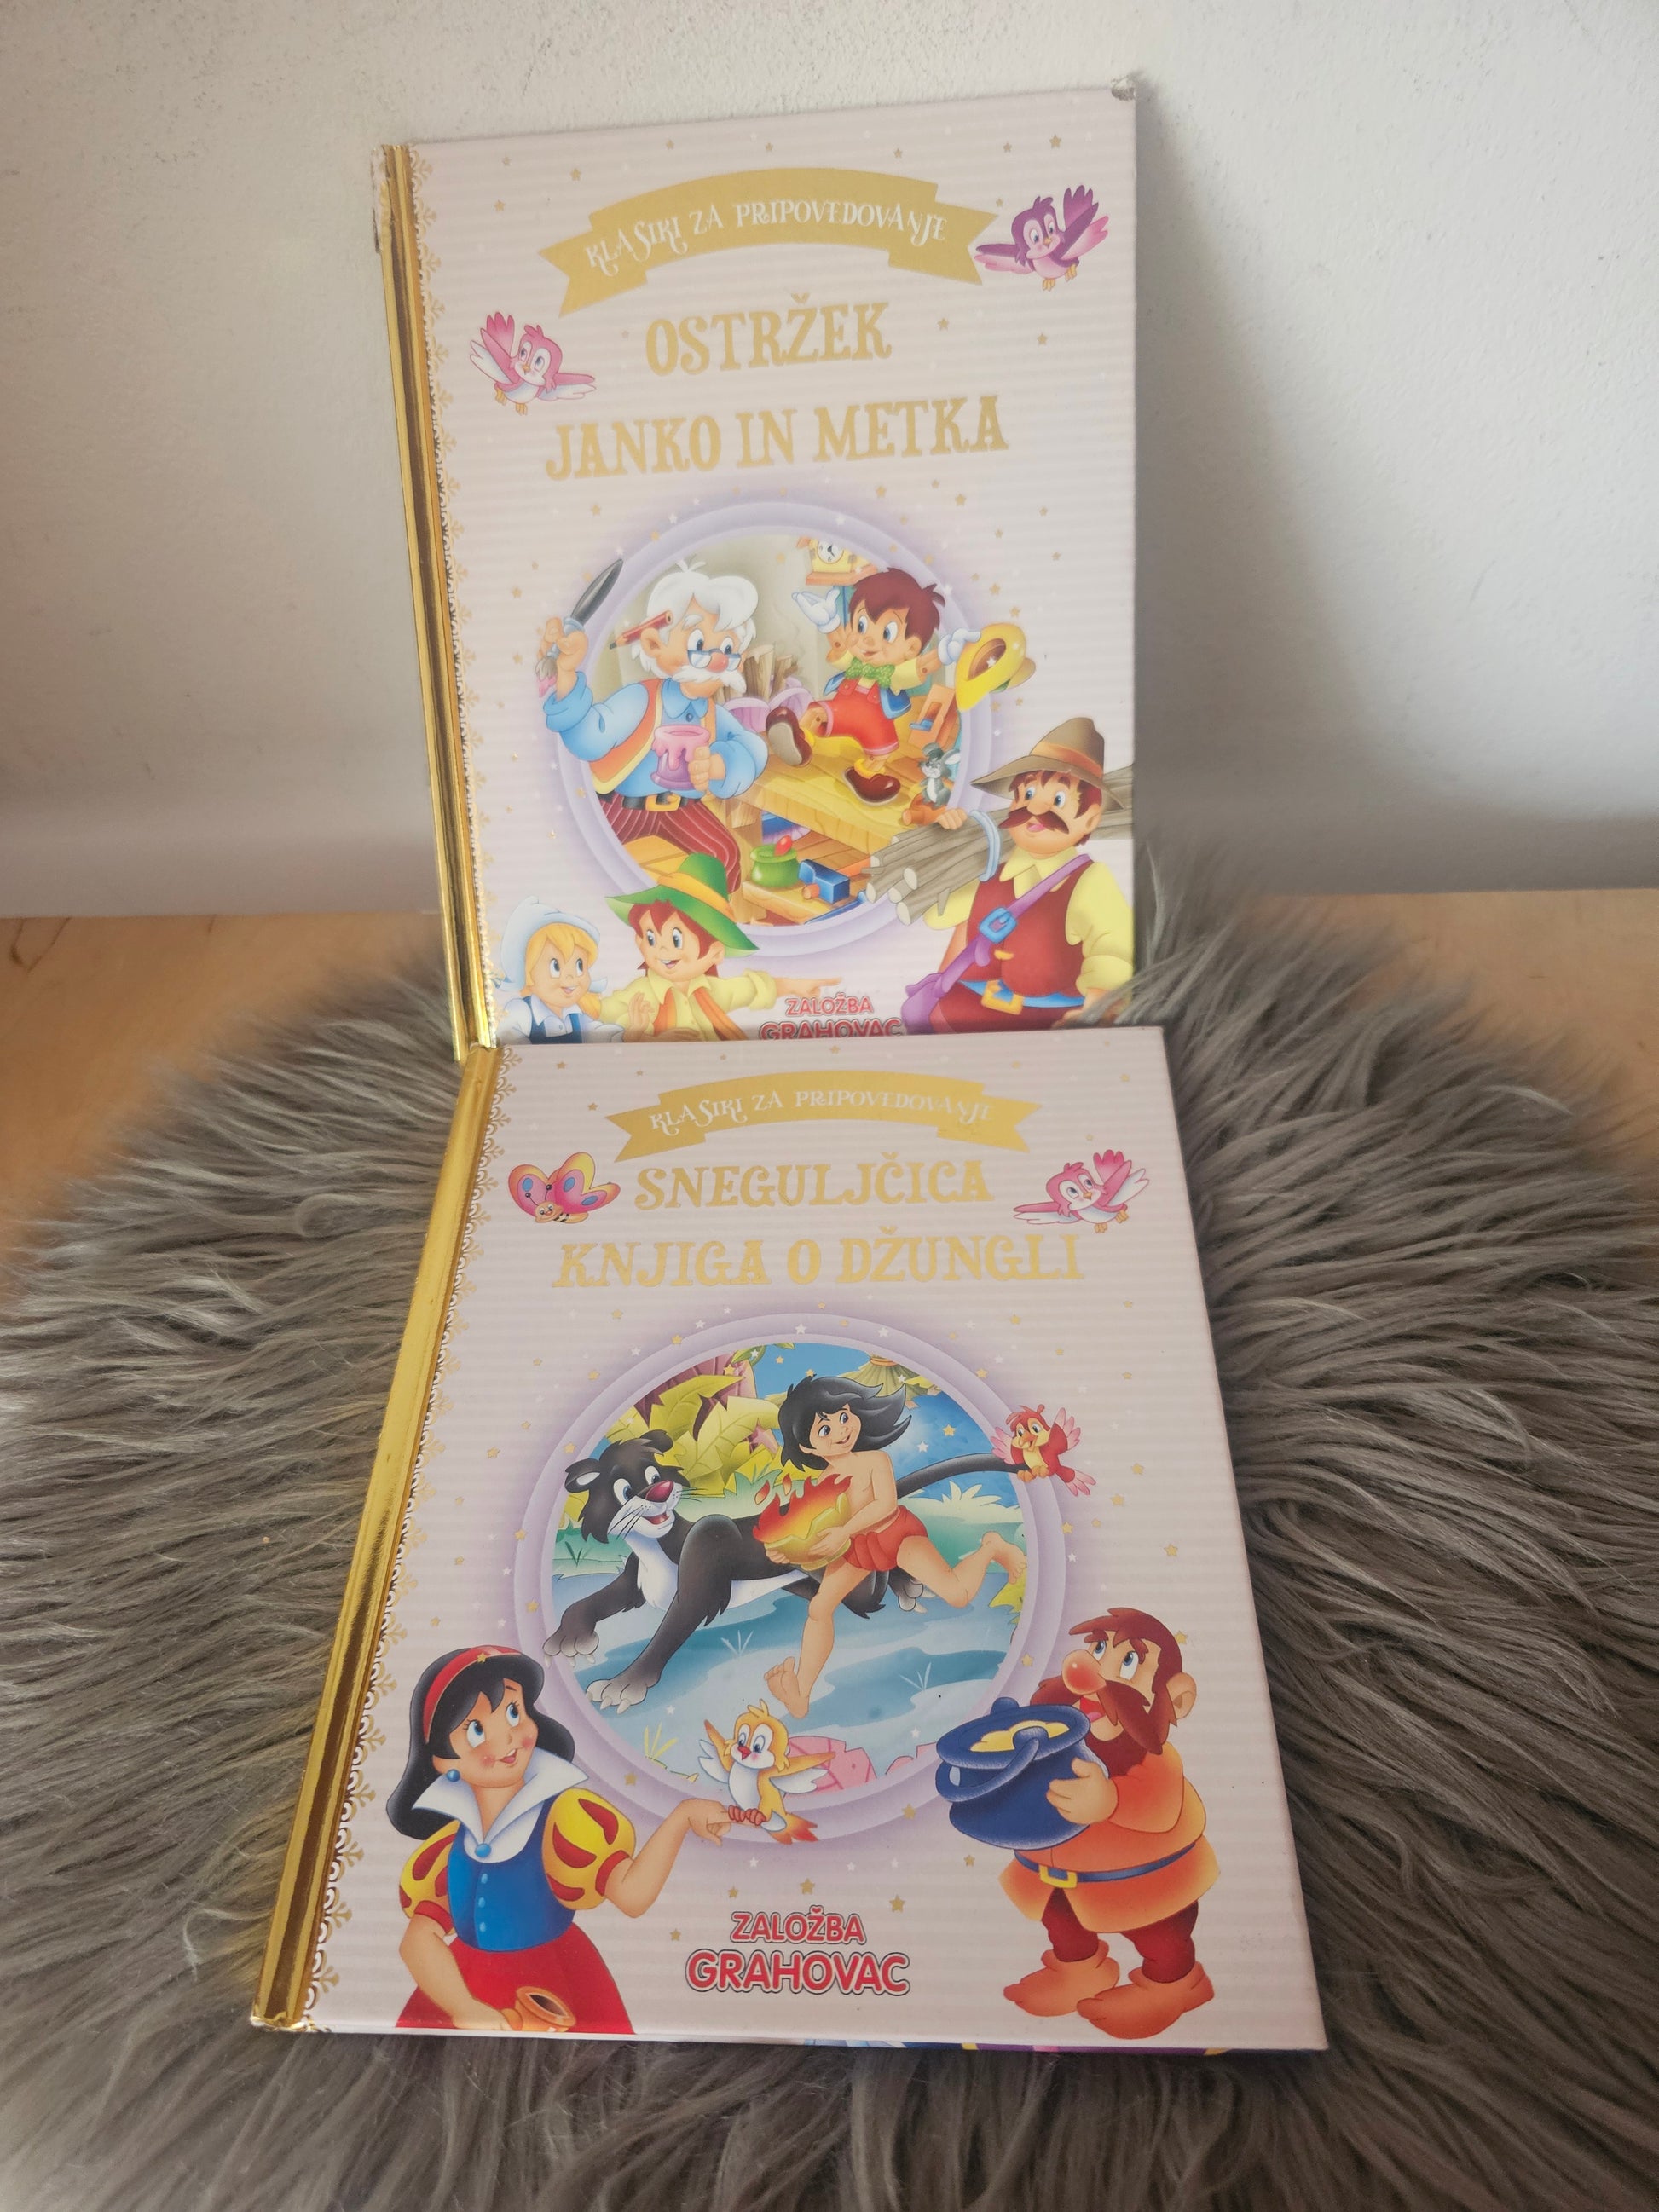 KLASIKI ZA PRIPOVEDOVANJE
OSTRŽEK
JANKO IN METKA
ZALOŽBA
GRAHOVAC
KLASIKI ZA PRIPOVEDOVANJE
SNEGULJČICA
KNJIGA O DŽUNGLI
ZALOŽBA
GRAHOVAC